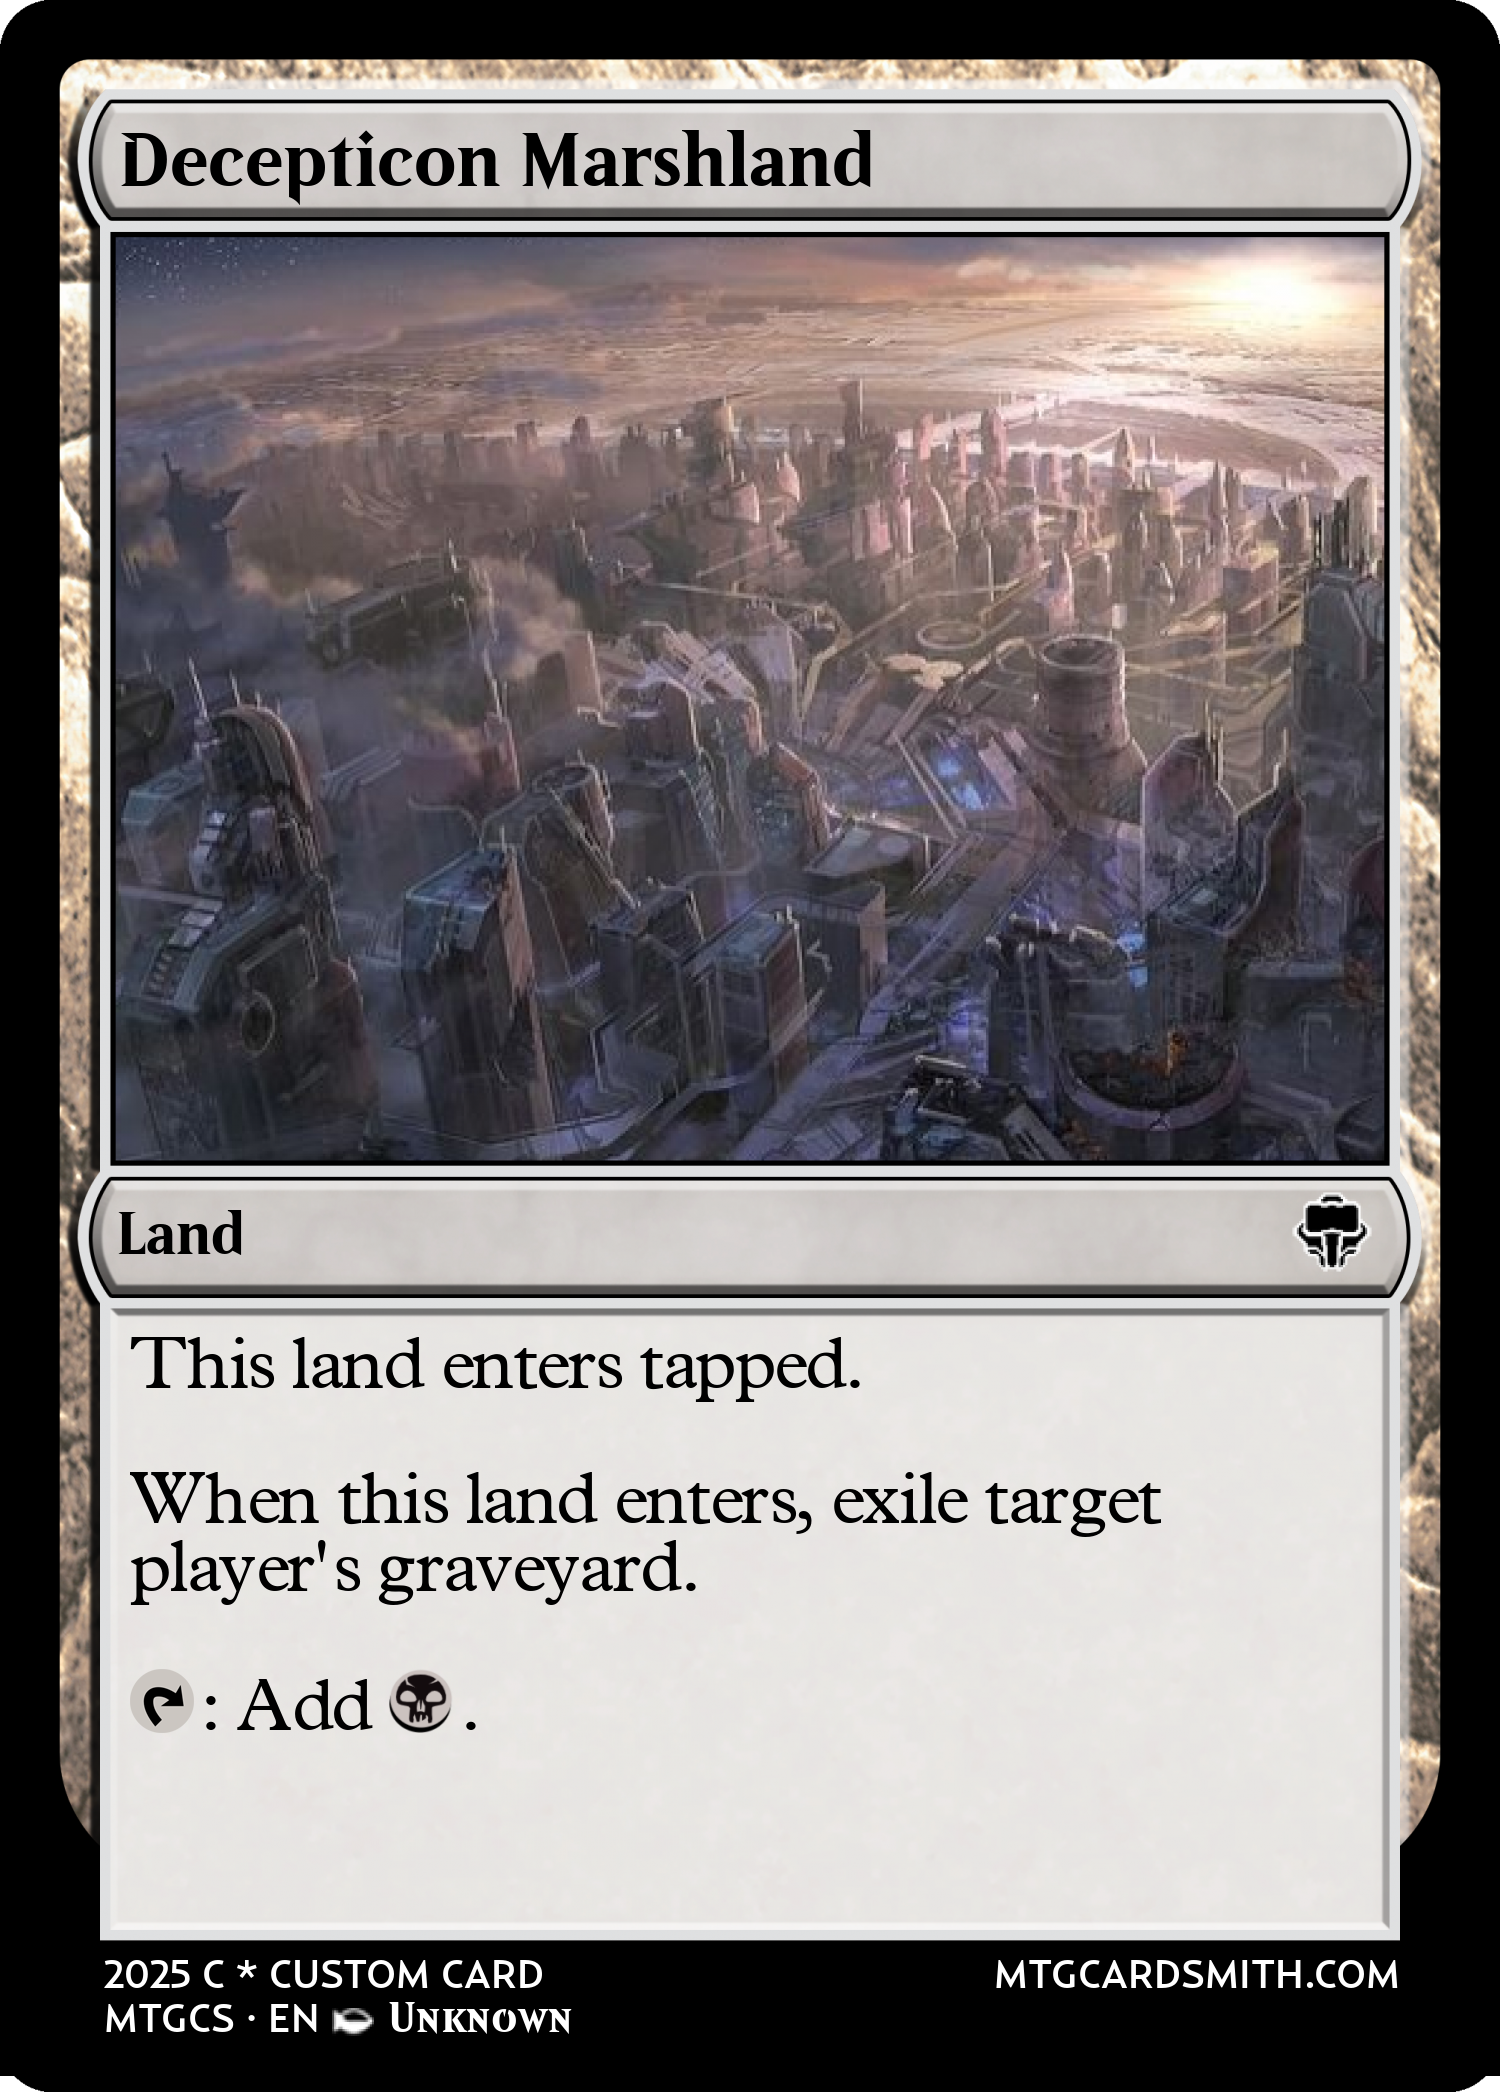 Decepticon Marshland
Land
This land enters tapped.
When this land enters, exile target
player's graveyard.
: Add .
2025 C * CUSTOM CARD
MTGCARDSMITH.COM
MTGCS · EN Unknown